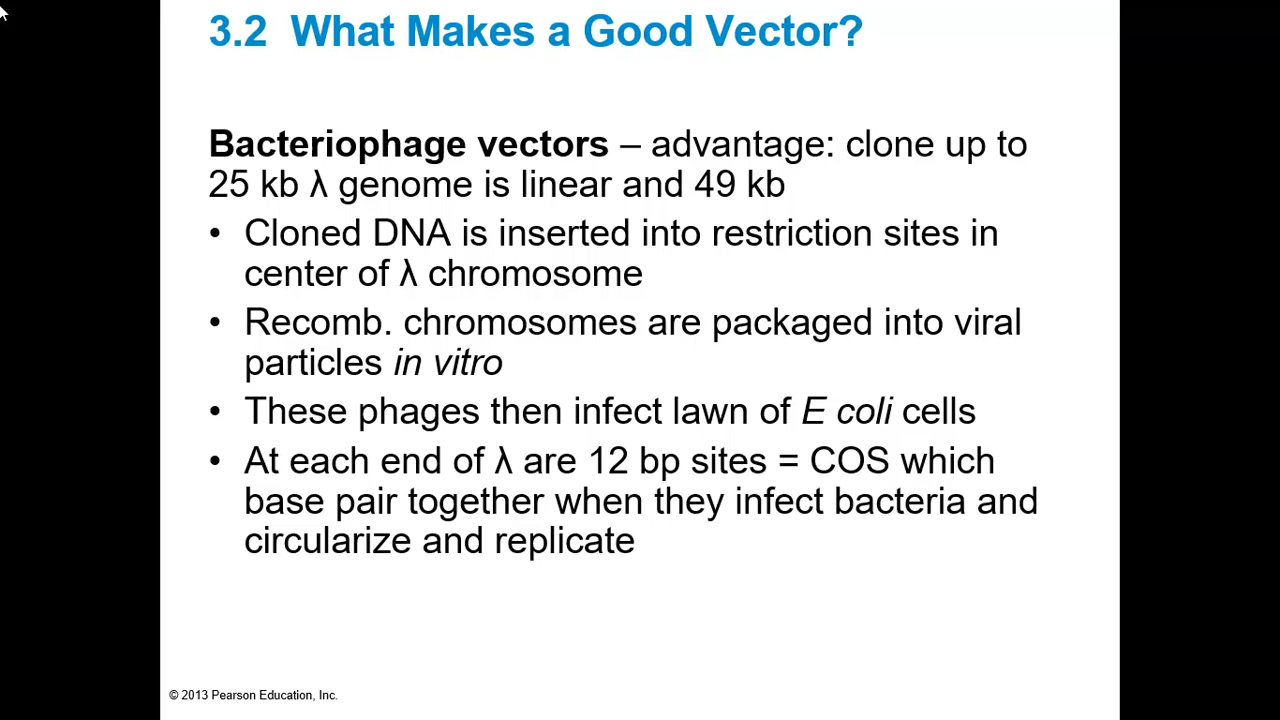 3.2 What Makes a Good Vector?
Bacteriophage vectors – advantage: clone up to
25 kb λ genome is linear and 49 kb
• Cloned DNA is inserted into restriction sites in
center of λ chromosome
• Recomb. chromosomes are packaged into viral
particles in vitro
• These phages then infect lawn of E coli cells
• At each end of λ are 12 bp sites = COS which
base pair together when they infect bacteria and
circularize and replicate
© 2013 Pearson Education, Inc.